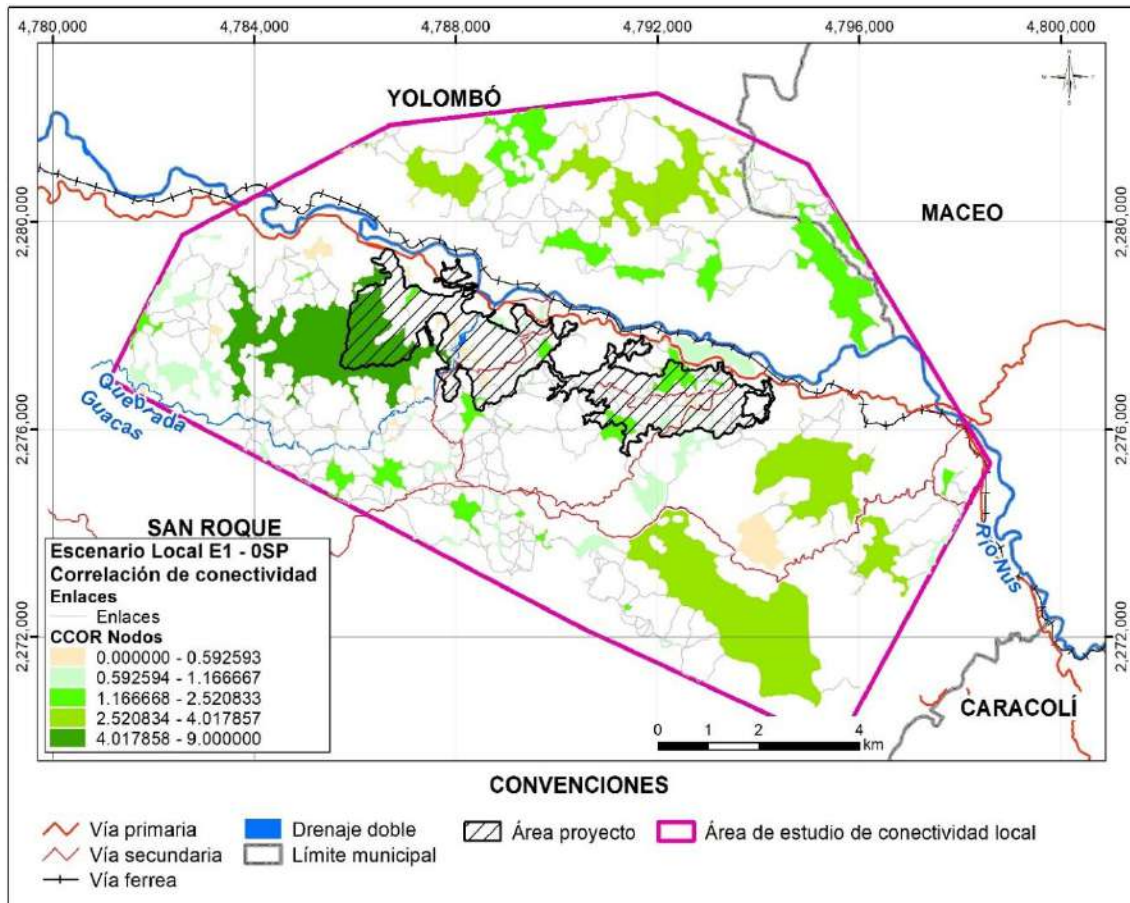 4,780,000 4,784,000 4,788,000 4,792,000 4,796,000 4,800,000
YOLOMBÓ
MACEO
2,280,000 2,280,000
Quebrada
Guacas
2,276,000 2,276,000
SAN ROQUE
Río Nus
2,272,000 2,272,000
CARACOLÍ
Escenario Local E1 - 0SP
Correlación de conectividad
Enlaces
Enlaces
CCOR Nodos
0.000000 - 0.592593
0.592594 - 1.166667
1.166668 - 2.520833
2.520834 - 4.017857
4.017858 - 9.000000
0 1 2 4
km
CONVENCIONES
Vía primaria Drenaje doble Área proyecto Área de estudio de conectividad local
Vía secundaria Límite municipal
Vía ferrea